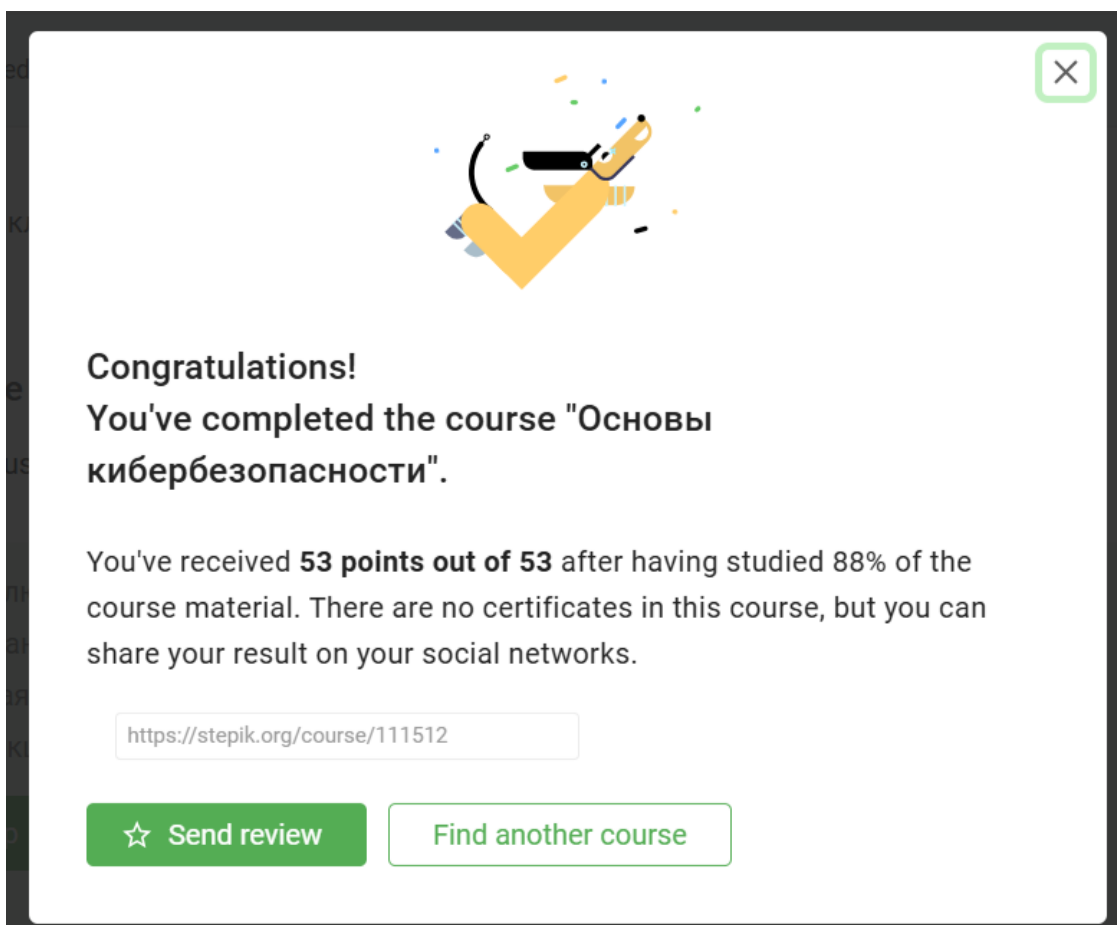 Congratulations!
You've completed the course "Основы
кибербезопасности".
You've received 53 points out of 53 after having studied 88% of the
course material. There are no certificates in this course, but you can
share your result on your social networks.
https://stepik.org/course/111512
Send review
Find another course